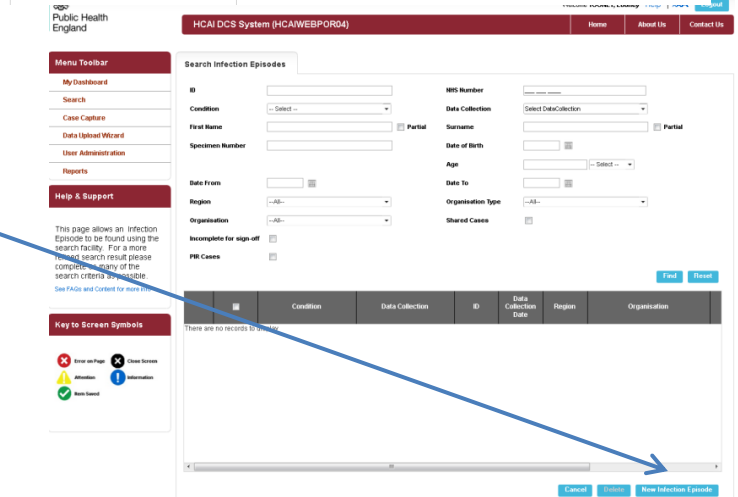 Help
Logout
Public Health
England
HCAI DCS System (HCAIWEBPOR04)
Home About Us Contact Us
Menu Toolbar
My Dashboard
Search
Case Capture
Data Upload Wizard
User Administration
Reports
Help & Support
This page allows an Infection
Episode to be found using the
search facility. For a more
refined search result please
complete as many of the
search criteria as possible.
See FAQs and Content for more info
Key to Screen Symbols
Error on Page Close Screen
Attention Information
Item Saved
Search Infection Episodes
ID NHS Number
Condition -- Select -- Data Collection Select DataCollection
First Name Partial Surname Partial
Specimen Number Date of Birth
Age -- Select --
Date From Date To
Region --All-- Organisation Type --All--
Organisation --All-- Shared Cases
Incomplete for sign-off
PIR Cases
Find Reset
Condition Data Collection ID Data Collection Date Region Organisation
There are no records to display
Cancel Delete New Infection Episode